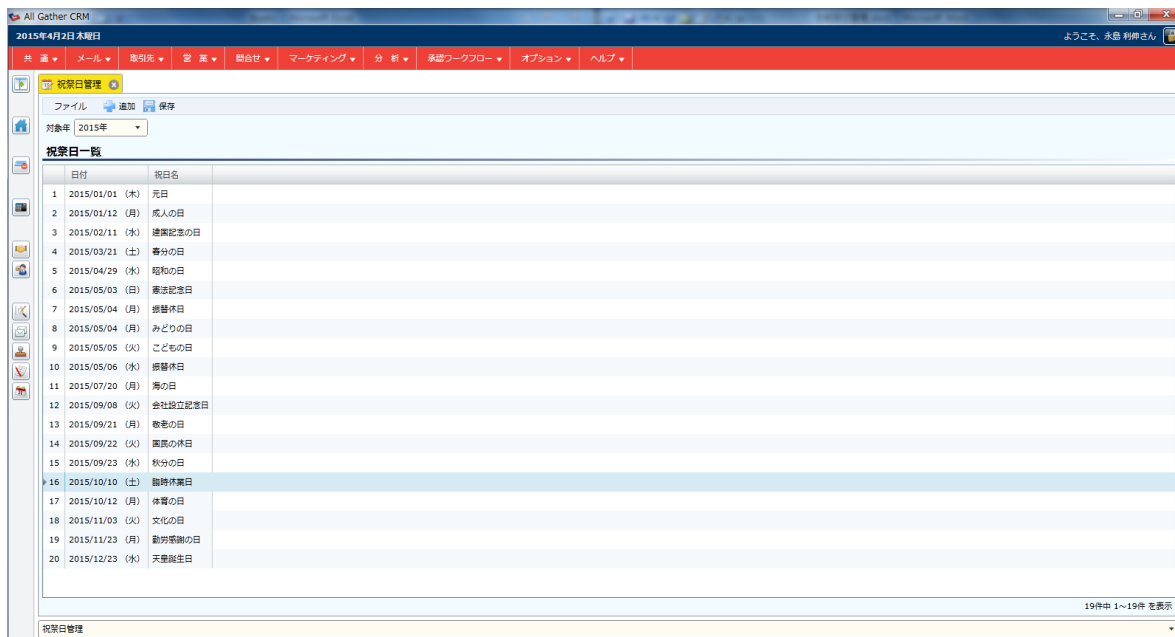 All Gather CRM
2015年4月2日 木曜日 ようこそ、永島 利伸さん
共 通 メール 取引先 営 業 問合せ マーケティング 分 析 承認ワークフロー オプション ヘルプ
祝祭日管理
ファイル 追加 保存
対象年 2015年
祝祭日一覧
日付 祝日名
1 2015/01/01 (木) 元日
2 2015/01/12 (月) 成人の日
3 2015/02/11 (水) 建国記念の日
4 2015/03/21 (土) 春分の日
5 2015/04/29 (水) 昭和の日
6 2015/05/03 (日) 憲法記念日
7 2015/05/04 (月) 振替休日
8 2015/05/04 (月) みどりの日
9 2015/05/05 (火) こどもの日
10 2015/05/06 (水) 振替休日
11 2015/07/20 (月) 海の日
12 2015/09/08 (火) 会社設立記念日
13 2015/09/21 (月) 敬老の日
14 2015/09/22 (火) 国民の休日
15 2015/09/23 (水) 秋分の日
16 2015/10/10 (土) 臨時休業日
17 2015/10/12 (月) 体育の日
18 2015/11/03 (火) 文化の日
19 2015/11/23 (月) 勤労感謝の日
20 2015/12/23 (水) 天皇誕生日
19件中 1～19件 を表示
祝祭日管理